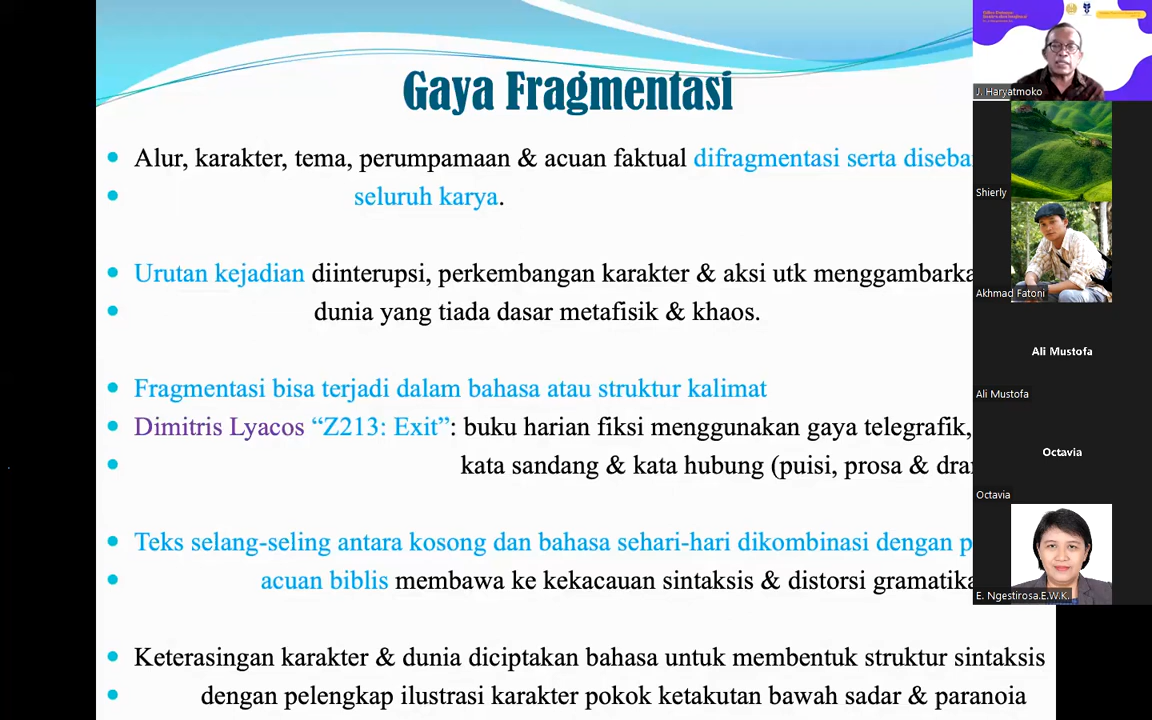 Gaya Fragmentasi
Alur, karakter, tema, perumpamaan & acuan faktual difragmentasi serta
seluruh karya.
Urutan kejadian diinterupsi, perkembangan karakter & aksi utk
dunia yang tiada dasar metafisik & khaos.
Fragmentasi bisa terjadi dalam bahasa atau struktur kalimat
Dimitris Lyacos “Z213: Exit”: buku harian fiksi menggunakan gaya telegrafik,
kata sandang & kata hubung (puisi, prosa &
Teks selang-seling antara kosong dan bahasa sehari-hari dikombinasi dengan
acuan biblis membawa ke kekacauan sintaksis & distorsi
Keterasingan karakter & dunia diciptakan bahasa untuk membentuk struktur sintaksis
dengan pelengkap ilustrasi karakter pokok ketakutan bawah sadar & paranoia
J. Haryatmoko
Shierly
Akhmad Fatoni
Ali Mustofa
Ali Mustofa
Octavia
Octavia
E. Ngestirosa.E.W.K.